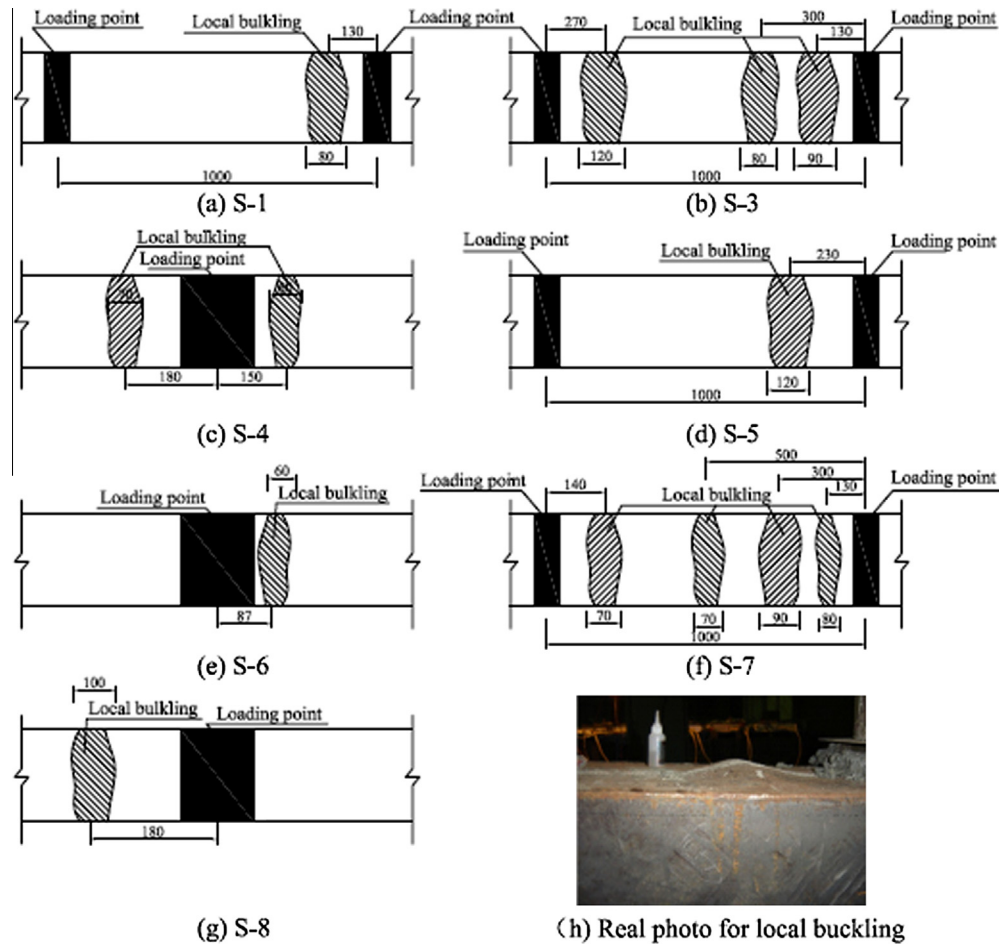 Loading point
Local bulkling
130
Loading point
80
1000
(a) S-1
270
Local bulkling
300
130
Loading point
120
80
90
1000
(b) S-3
Local bulkling
Loading point
180
150
(c) S-4
Loading point
Local bulkling
230
Loading point
120
1000
(d) S-5
60
Loading point
Local bulkling
87
(e) S-6
Loading point
140
Local bulkling
500
300
130
Loading point
70
70
90
80
1000
(f) S-7
100
Local bulkling
Loading point
180
(g) S-8
(h) Real photo for local buckling